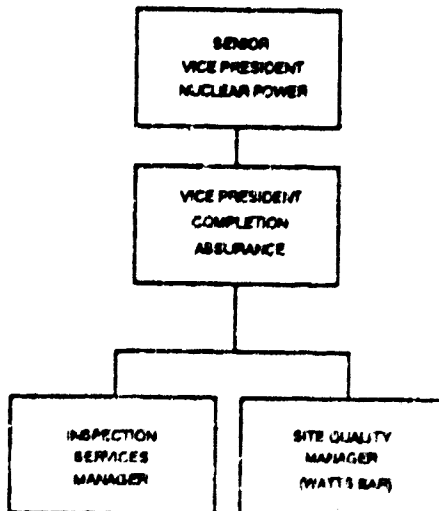 SENIOR
VICE PRESIDENT
NUCLEAR POWER
VICE PRESIDENT
COMPLETION
ASSURANCE
INSPECTION
SERVICES
MANAGER
SITE QUALITY
MANAGER
(WATTS BAR)